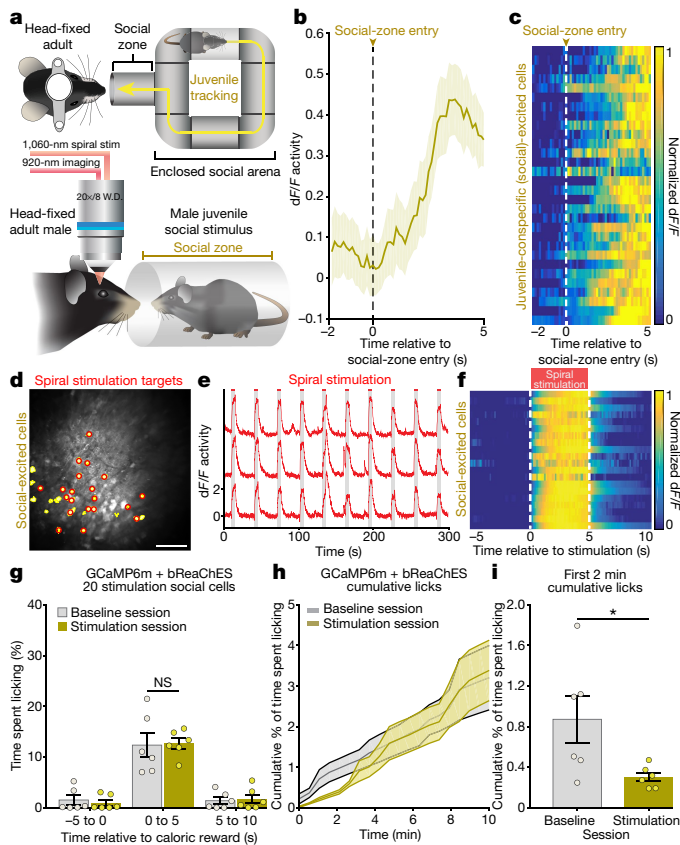 a
Head-fixed
adult
Social
zone
Juvenile
tracking
Enclosed social arena
1,060-nm spiral stim
920-nm imaging
20×/8 W.D.
Head-fixed
adult male
Male juvenile
social stimulus
Social zone
b
Social-zone entry
dF/F activity
0.6
0.5
0.4
0.3
0.2
0.1
0
−0.1
−2
0
5
Time relative to
social-zone entry (s)
c
Social-zone entry
Juvenile-conspecific (social)-excited cells
−2
0
5
Time relative to
social-zone entry (s)
1
0
Normalized dF/F
d
Spiral stimulation targets
Social-excited cells
e
Spiral stimulation
dF/F activity
2
0
0
100
200
300
Time (s)
f
Spiral
stimulation
Social-excited cells
−5
0
5
10
Time relative to stimulation (s)
1
0
Normalized dF/F
g
GCaMP6m + bReaChES
20 stimulation social cells
Baseline session
Stimulation session
Time spent licking (%)
40
30
20
10
0
NS
−5 to 0
0 to 5
5 to 10
Time relative to caloric reward (s)
h
GCaMP6m + bReaChES
cumulative licks
Baseline session
Stimulation session
Cumulative % of time spent licking
5
4
3
2
1
0
0
2
4
6
8
10
Time (min)
i
First 2 min
cumulative licks
*
Cumulative % of time spent licking
2.0
1.6
1.2
0.8
0.4
0
Baseline
Stimulation
Session